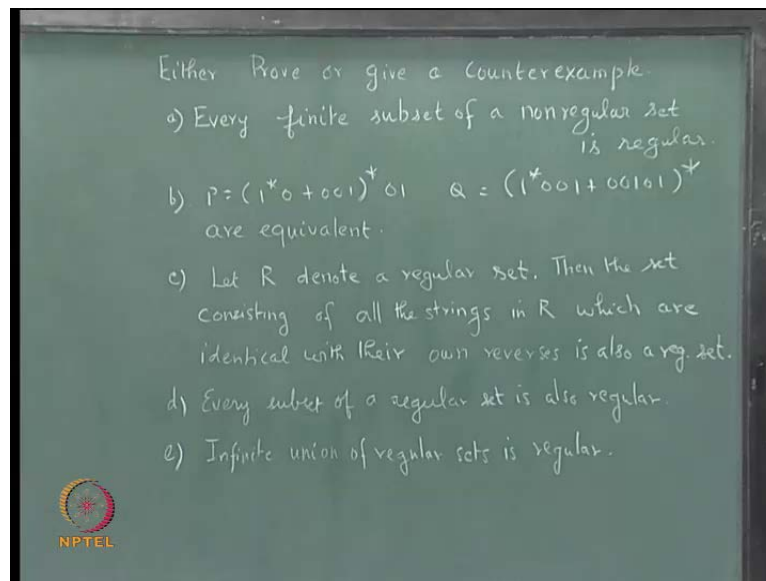 Either Prove or give a Counterexample.
a) Every finite subset of a nonregular set
is regular.
b) P = (1*0 + 001)* 01 Q = (1*001 + 00101)*
are equivalent.
c) Let R denote a regular set. Then the set
consisting of all the strings in R which are
identical with their own reverses is also a reg. set.
d) Every subset of a regular set is also regular.
e) Infinite union of regular sets is regular.
NPTEL